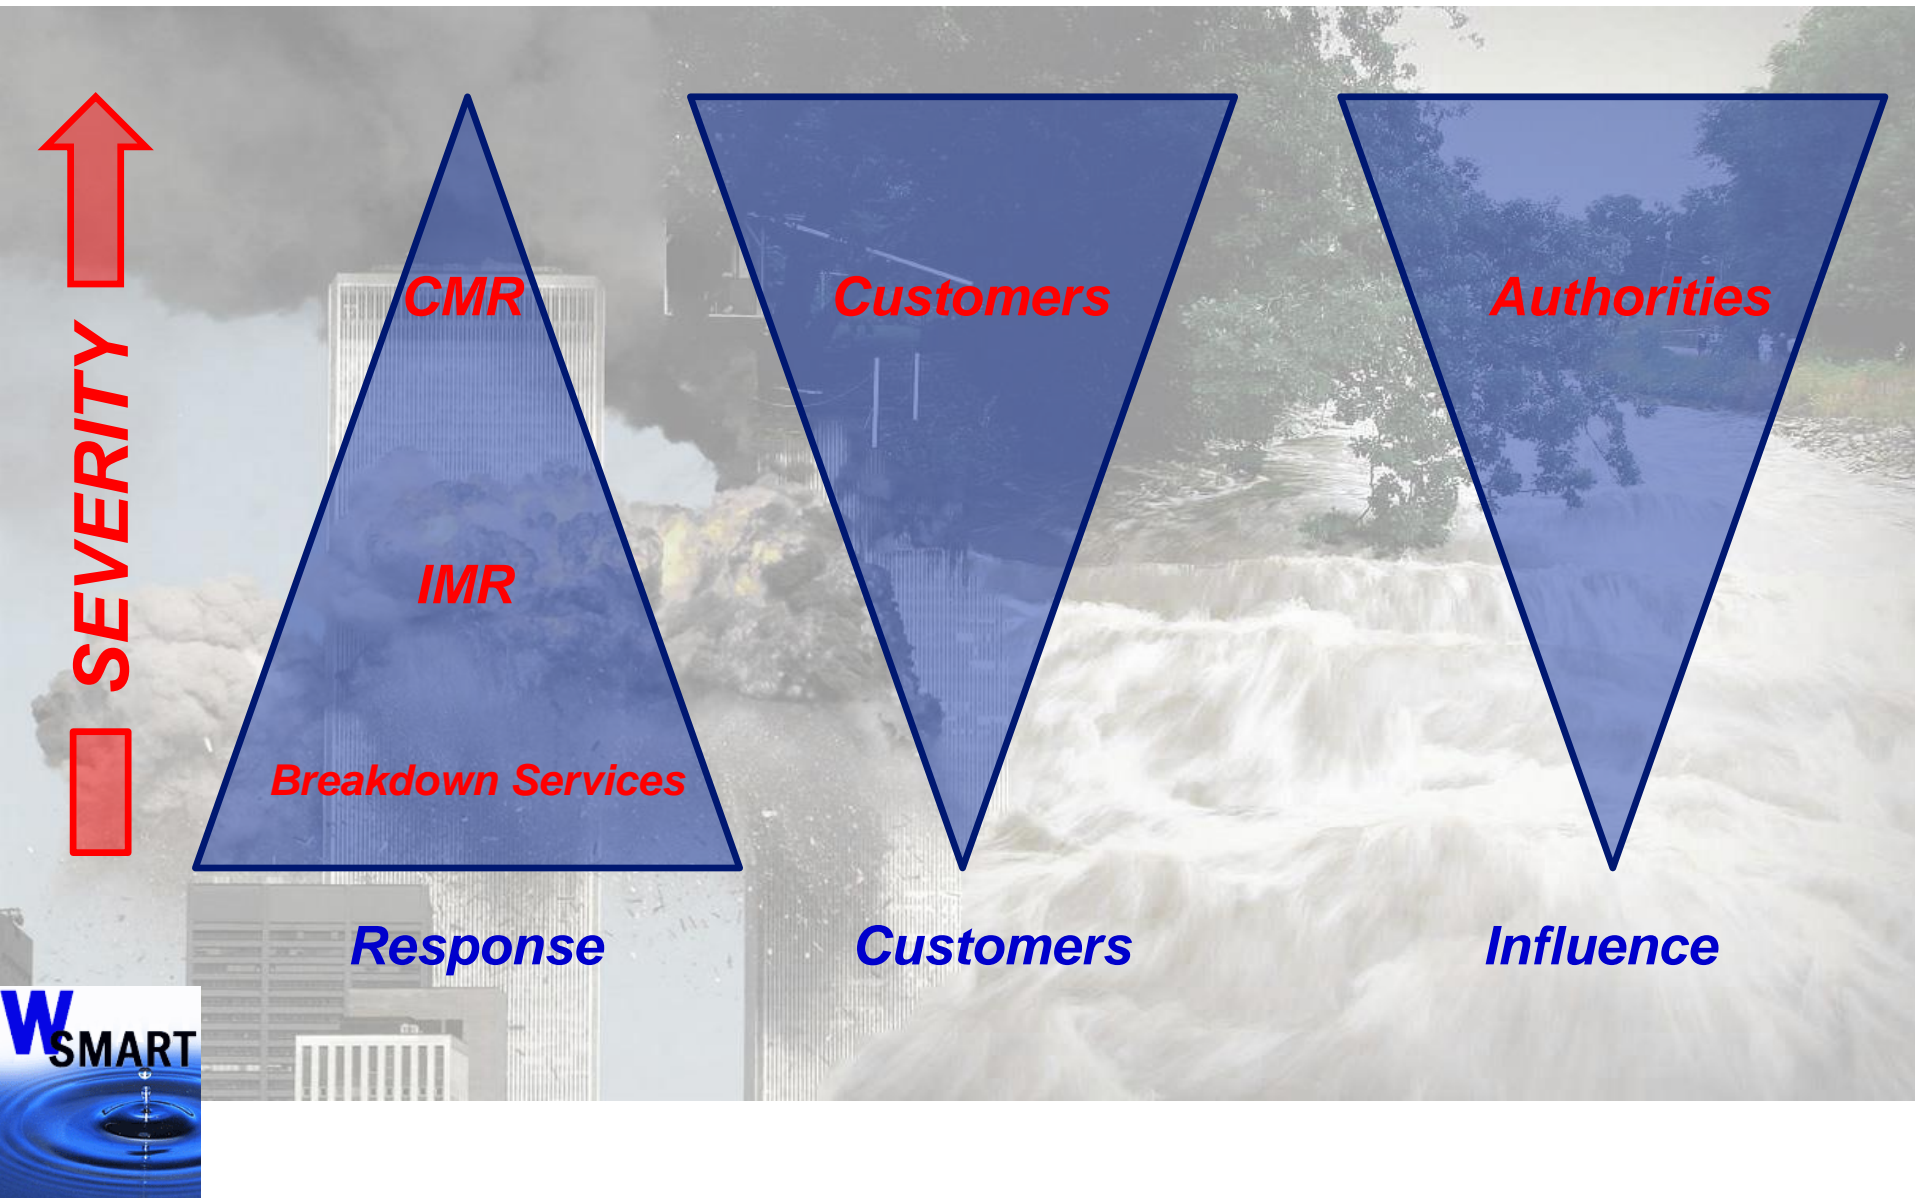 SEVERITY
CMR
IMR
Breakdown Services
Response
Customers
Customers
Authorities
Influence
W
SMART